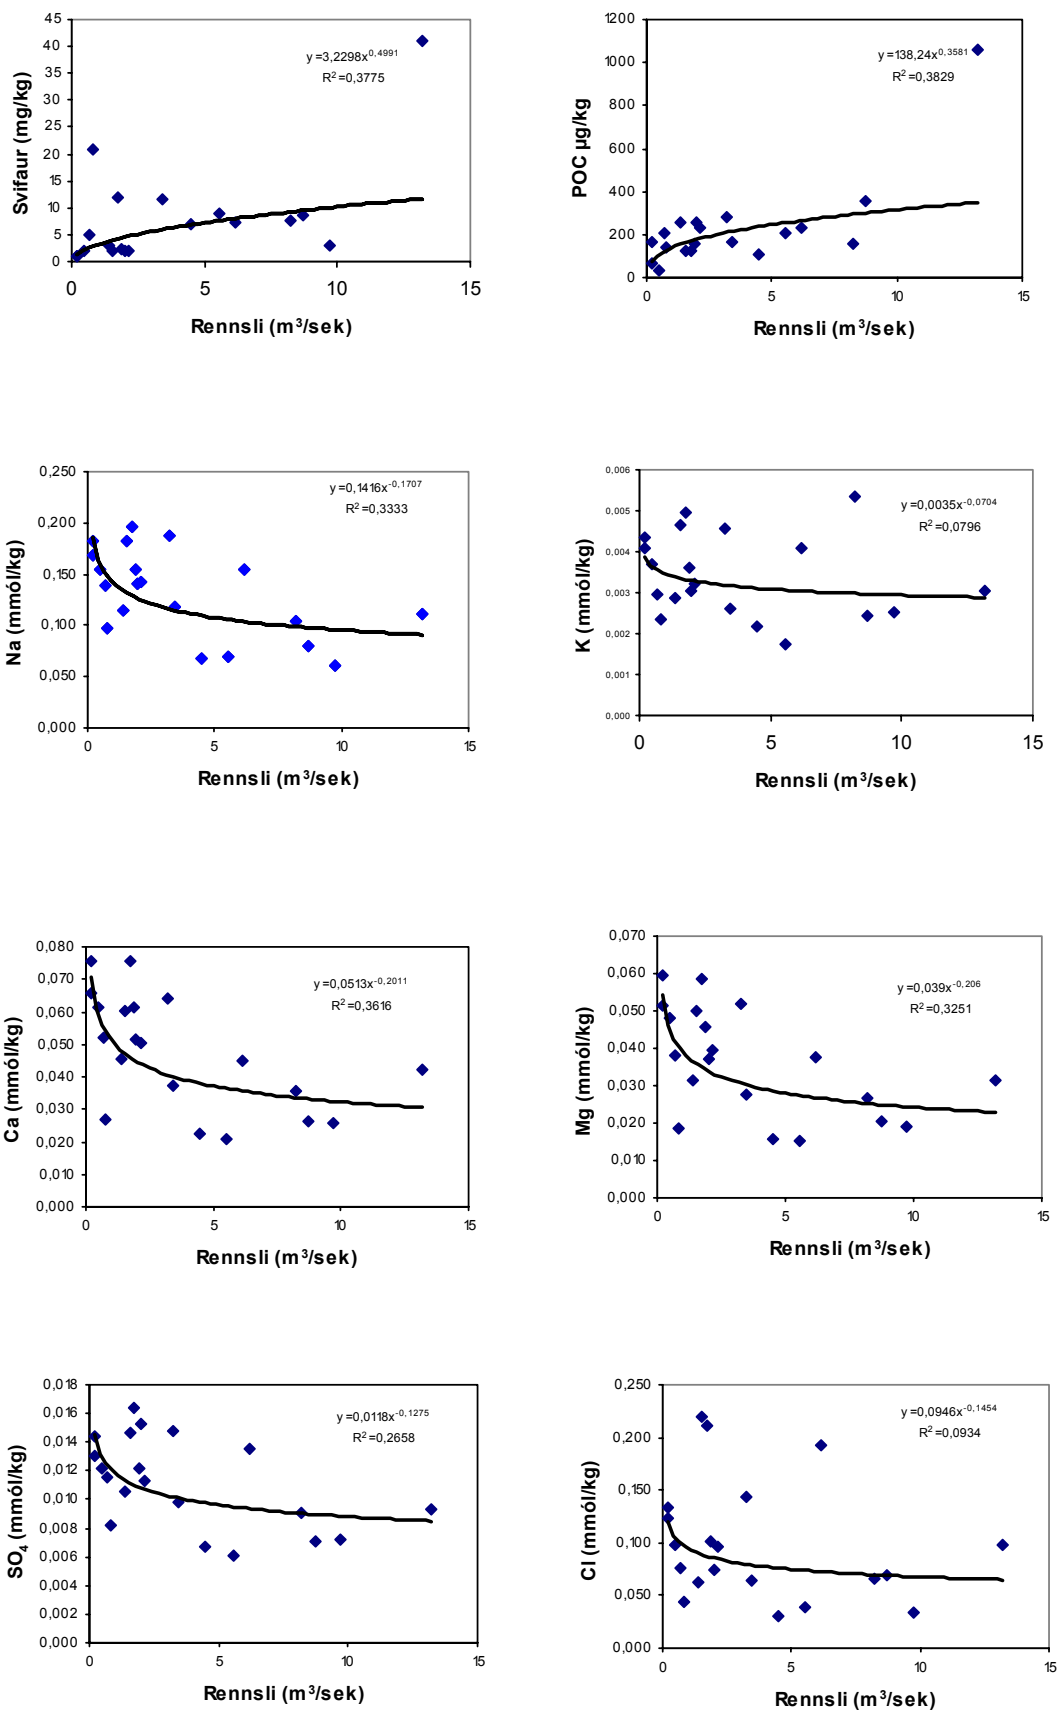 45
40
35
30
25
20
15
10
5
0
Svifaur (mg/kg)
y = 3,2298x^0,4991
R² = 0,3775
0 5 10 15
Rennsli (m³/sek)
1200
1000
800
600
400
200
0
POC µg/kg
y = 138,24x^0,3581
R² = 0,3829
0 5 10 15
Rennsli (m³/sek)
0,250
0,200
0,150
0,100
0,050
0,000
Na (mmól/kg)
y = 0,1416x^-0,1707
R² = 0,3333
0 5 10 15
Rennsli (m³/sek)
0,006
0,005
0,004
0,003
0,002
0,001
0,000
K (mmól/kg)
y = 0,0035x^-0,0704
R² = 0,0796
0 5 10 15
Rennsli (m³/sek)
0,080
0,070
0,060
0,050
0,040
0,030
0,020
0,010
0,000
Ca (mmól/kg)
y = 0,0513x^-0,2011
R² = 0,3616
0 5 10 15
Rennsli (m³/sek)
0,070
0,060
0,050
0,040
0,030
0,020
0,010
0,000
Mg (mmól/kg)
y = 0,039x^-0,206
R² = 0,3251
0 5 10 15
Rennsli (m³/sek)
0,018
0,016
0,014
0,012
0,010
0,008
0,006
0,004
0,002
0,000
SO₄ (mmól/kg)
y = 0,0118x^-0,1275
R² = 0,2658
0 5 10 15
Rennsli (m³/sek)
0,250
0,200
0,150
0,100
0,050
0,000
Cl (mmól/kg)
y = 0,0946x^-0,1454
R² = 0,0934
0 5 10 15
Rennsli (m³/sek)